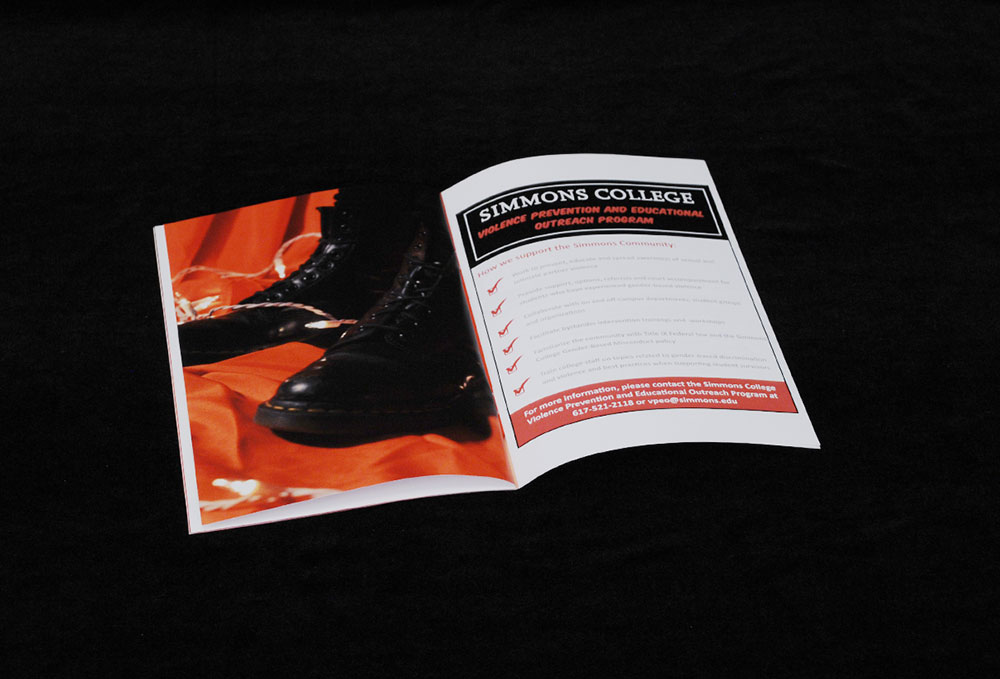 SIMMONS COLLEGE
VIOLENCE PREVENTION AND EDUCATIONAL
OUTREACH PROGRAM
How we support the Simmons Community:
Work to prevent, educate and spread awareness of sexual and
intimate partner violence
Provide support, options, referrals and court accompaniment for
students who have experienced gender based violence
Collaborate with on and off campus
and organizations
Facilitate bystander intervention trainings and workshops
Familiarize the community with Title IX Federal law and the Simmons
College Gender-Based Misconduct policy
Train college staff on topics related to gender based discrimination
and violence and best practices when supporting student survivors
For more information, please contact the Simmons College
Violence Prevention and Educational Outreach Program at
617-521-2118 or vpeo@simmons.edu